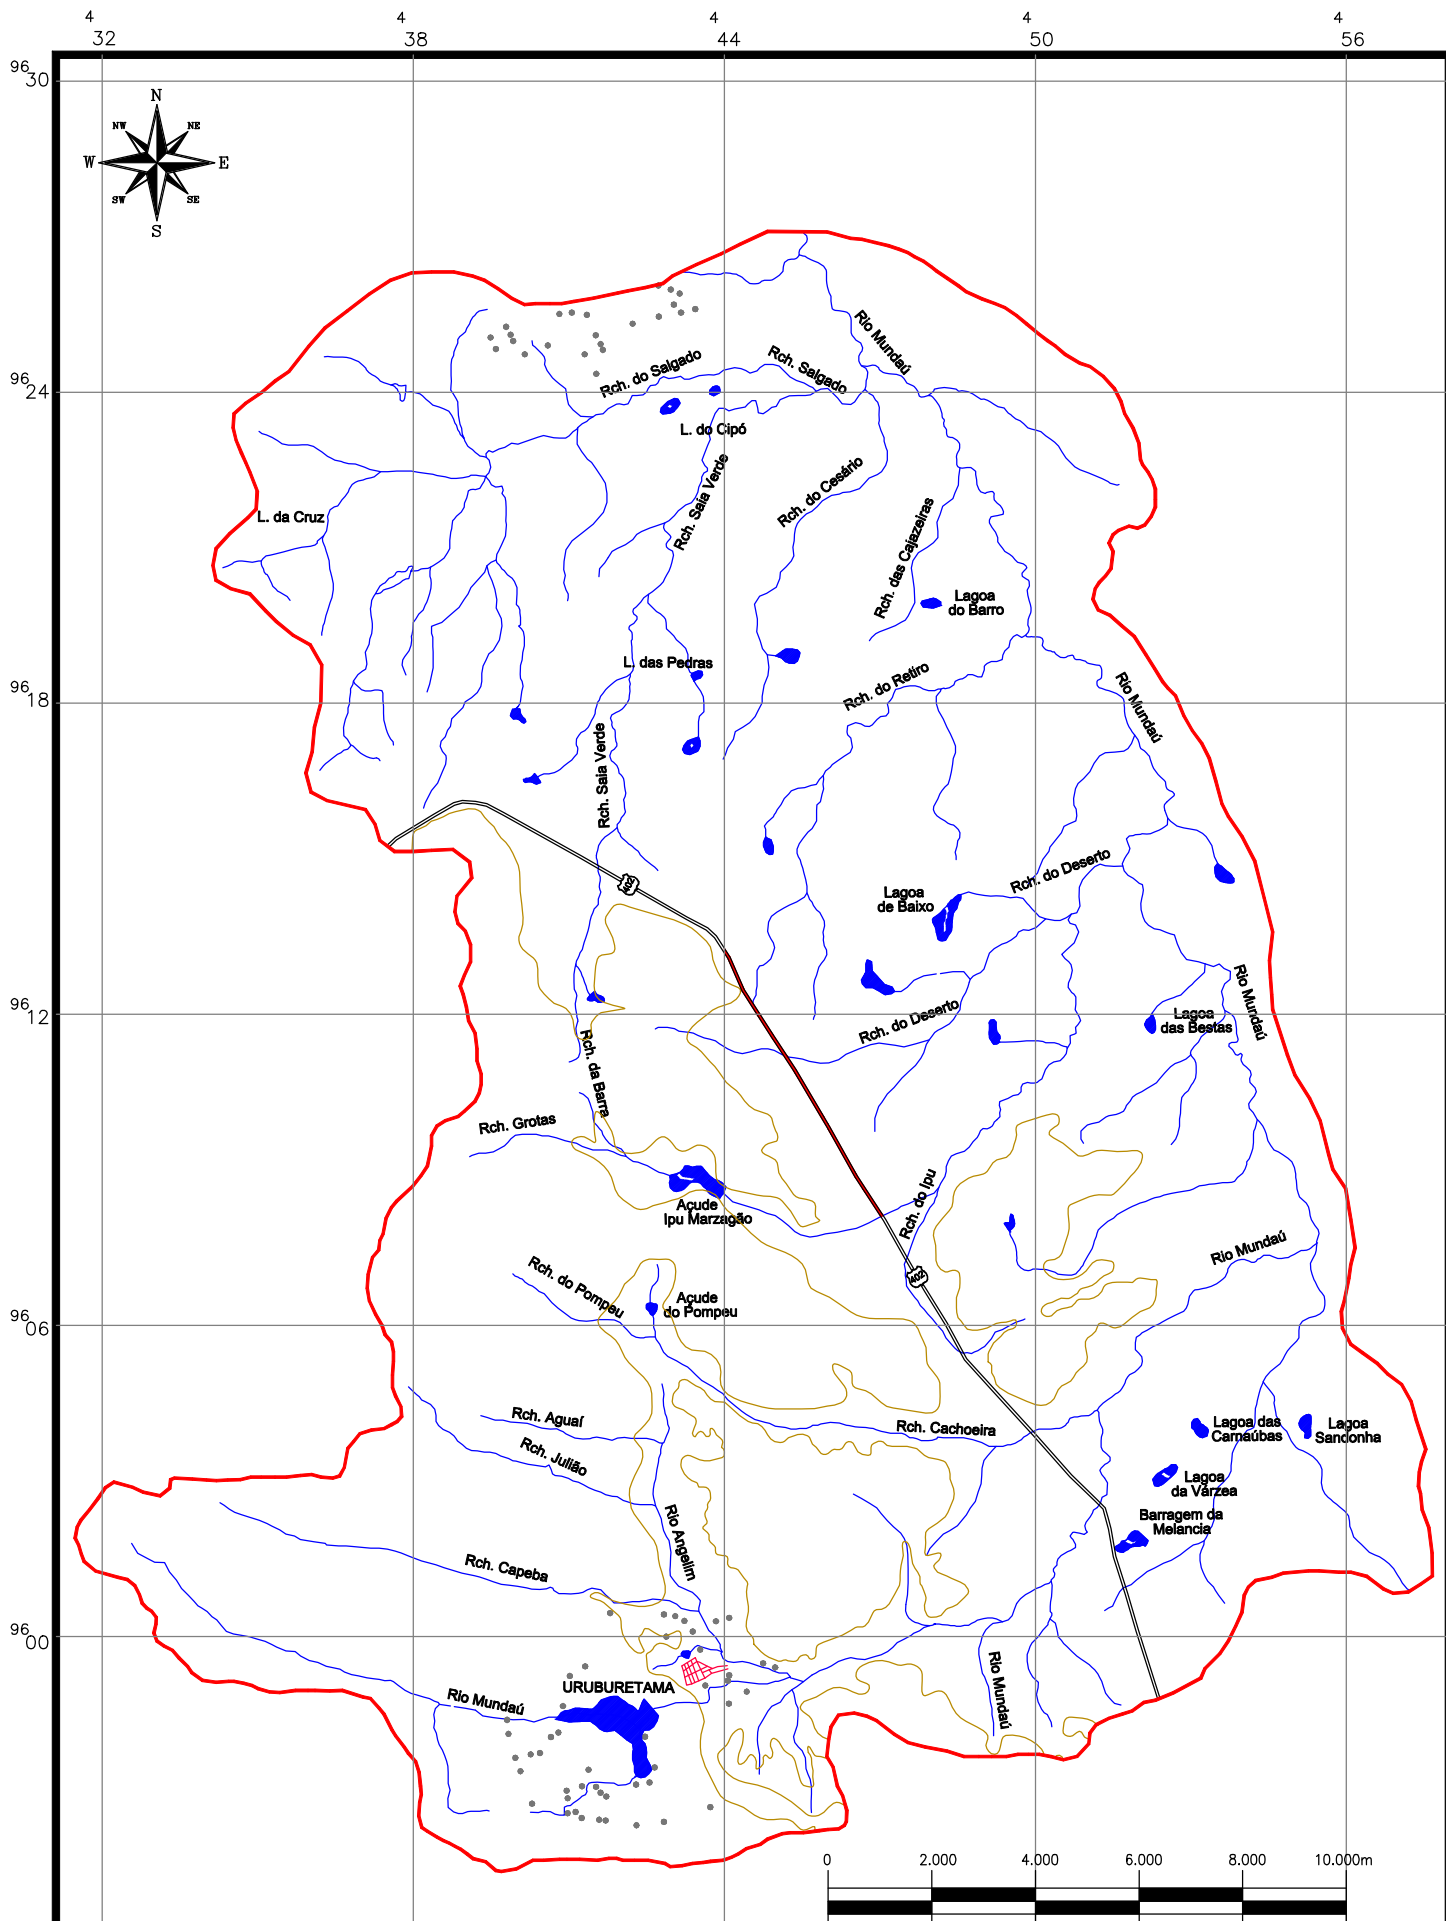 4 4 4 4 4
32 38 44 50 56
96
30
N
NW NE
W E
SW SE
S
Rio Mundaú
Rch. do Salgado
Rch. Salgado
96
24
L. do Cipó
Rch. Saia Verde
Rch. do Cesário
Rch. das Cajazeiras
L. da Cruz
Lagoa
do Barro
L. das Pedras
Rch. do Retiro
Rio Mundaú
96
18
Rch. Saia Verde
402
Rch. do Deserto
Lagoa
de Baixo
Rio Mundaú
96
12
Rch. do Deserto
Lagoa
das Bestas
Rch. da Barra
Rch. Grotas
Açude
Ipu Marzagão
Rch. do Ipu
Rio Mundaú
402
Rch. do Pompeu
Açude
do Pompeu
96
06
Rch. Aguaí
Rch. Cachoeira
Lagoa das
Carnaúbas
Lagoa
Sandonha
Rch. Julião
Lagoa
da Várzea
Rio Angelim
Barragem da
Melancia
Rch. Capeba
96
00
URUBURETAMA
Rio Mundaú
Rio Mundaú
0 2.000 4.000 6.000 8.000 10.000m